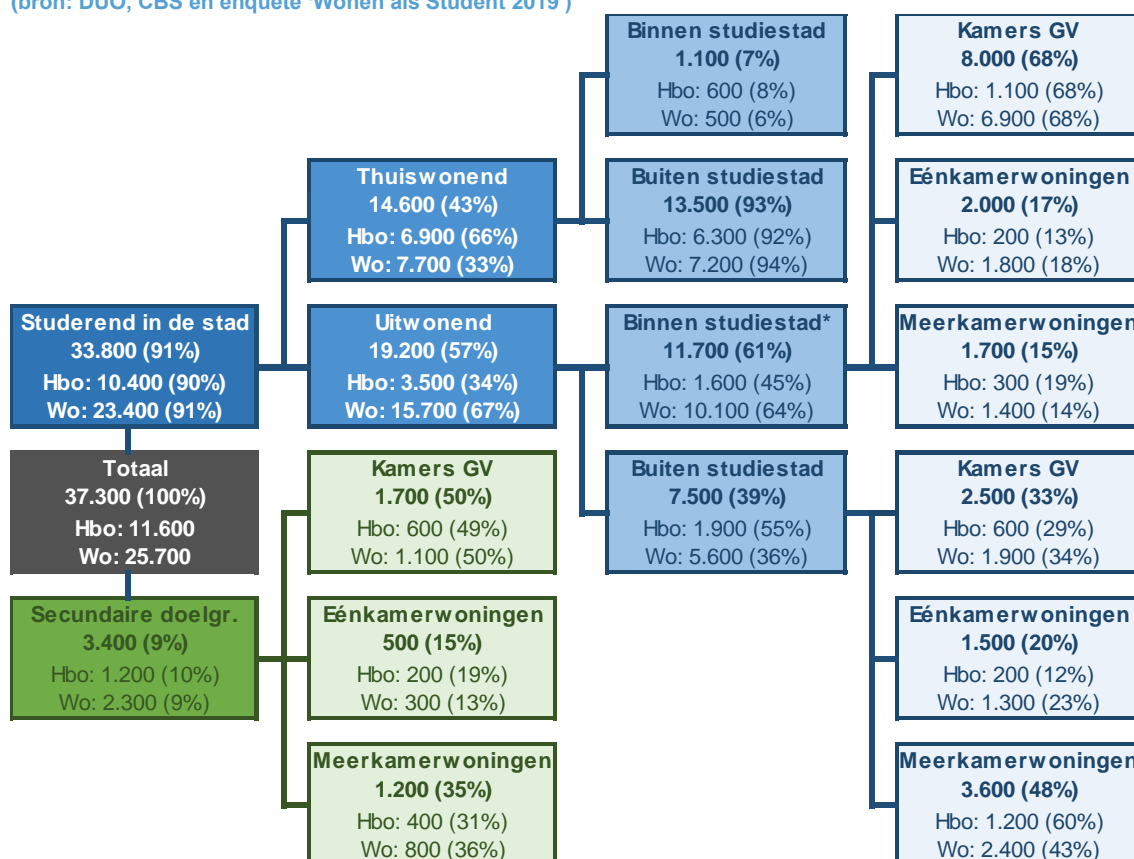 (bron: DUO, CBS en enquête 'Wonen als Student 2019')
Binnen studiestad
1.100 (7%)
Hbo: 600 (8%)
Wo: 500 (6%)
Kamers GV
8.000 (68%)
Hbo: 1.100 (68%)
Wo: 6.900 (68%)
Thuiswonend
14.600 (43%)
Hbo: 6.900 (66%)
Wo: 7.700 (33%)
Buiten studiestad
13.500 (93%)
Hbo: 6.300 (92%)
Wo: 7.200 (94%)
Eénkamerwoningen
2.000 (17%)
Hbo: 200 (13%)
Wo: 1.800 (18%)
Studerend in de stad
33.800 (91%)
Hbo: 10.400 (90%)
Wo: 23.400 (91%)
Uitwonend
19.200 (57%)
Hbo: 3.500 (34%)
Wo: 15.700 (67%)
Binnen studiestad*
11.700 (61%)
Hbo: 1.600 (45%)
Wo: 10.100 (64%)
Meerkamerwoningen
1.700 (15%)
Hbo: 300 (19%)
Wo: 1.400 (14%)
Totaal
37.300 (100%)
Hbo: 11.600
Wo: 25.700
Kamers GV
1.700 (50%)
Hbo: 600 (49%)
Wo: 1.100 (50%)
Buiten studiestad
7.500 (39%)
Hbo: 1.900 (55%)
Wo: 5.600 (36%)
Kamers GV
2.500 (33%)
Hbo: 600 (29%)
Wo: 1.900 (34%)
Secundaire doelgr.
3.400 (9%)
Hbo: 1.200 (10%)
Wo: 2.300 (9%)
Eénkamerwoningen
500 (15%)
Hbo: 200 (19%)
Wo: 300 (13%)
Eénkamerwoningen
1.500 (20%)
Hbo: 200 (12%)
Wo: 1.300 (23%)
Meerkamerwoningen
1.200 (35%)
Hbo: 400 (31%)
Wo: 800 (36%)
Meerkamerwoningen
3.600 (48%)
Hbo: 1.200 (60%)
Wo: 2.400 (43%)